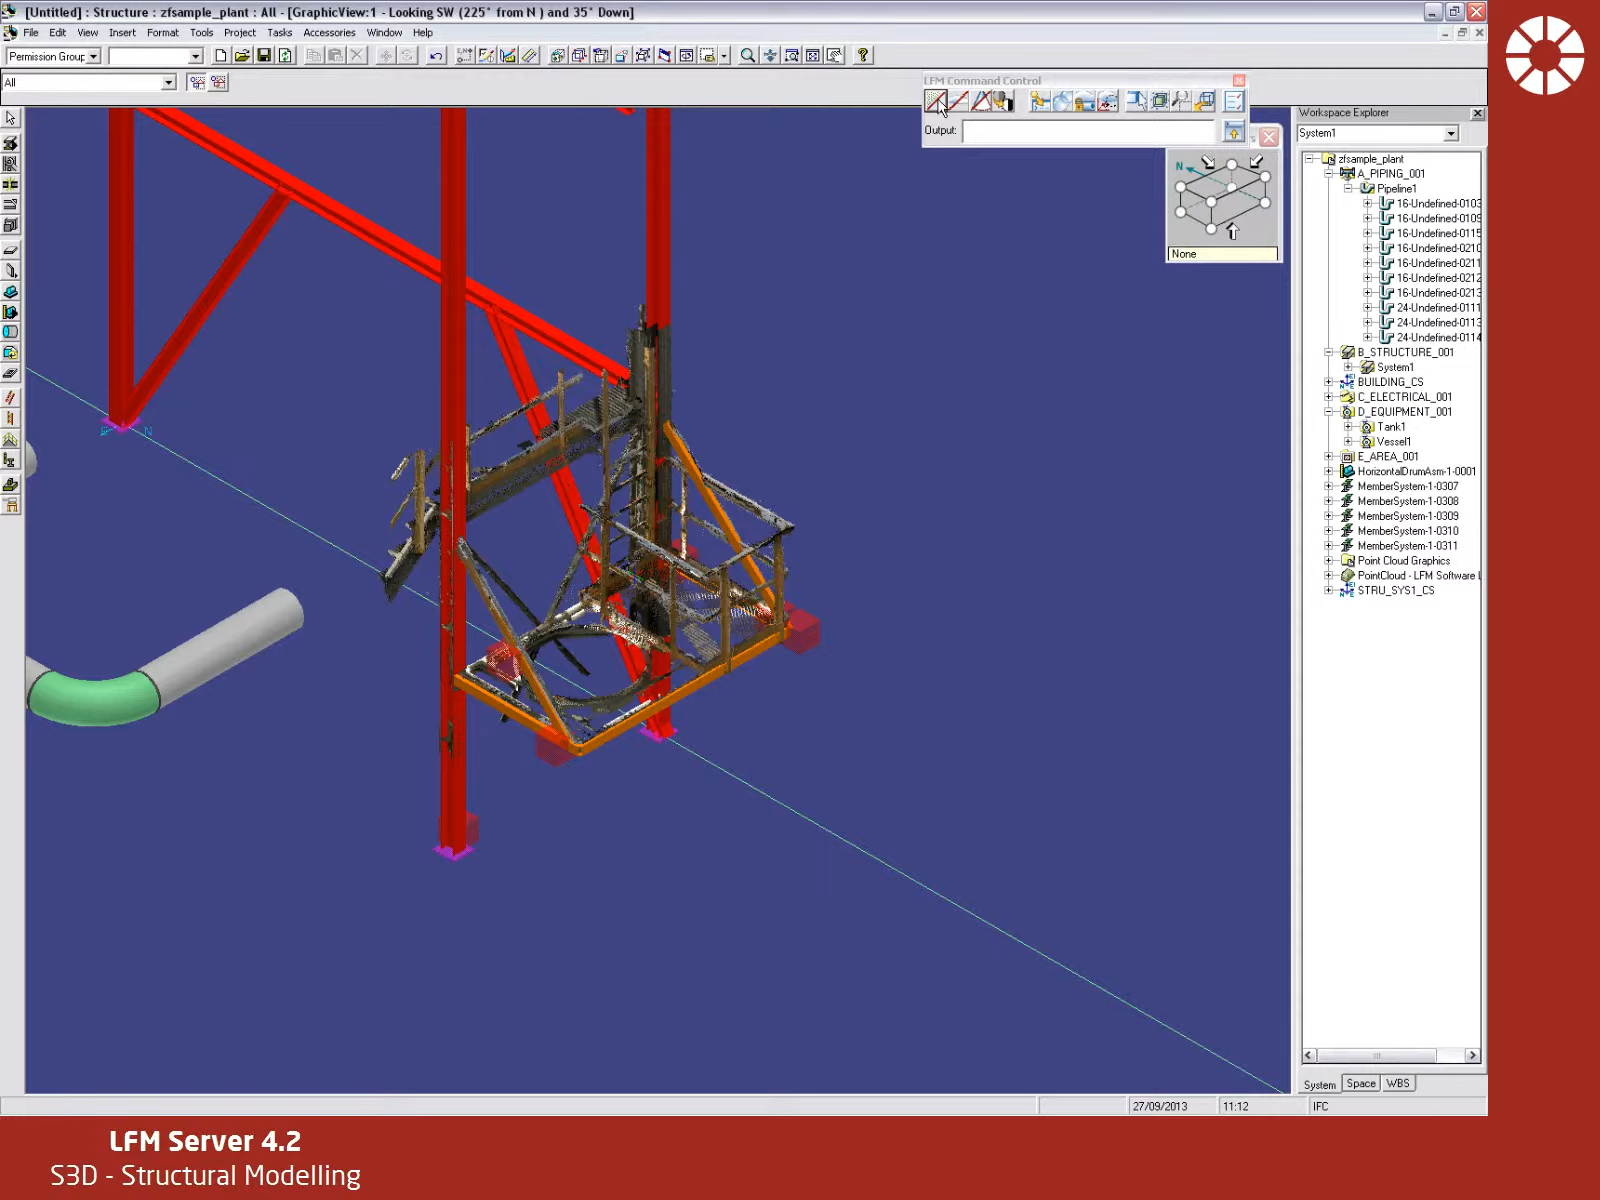 [Untitled] : Structure : zfsample_plant : All - [GraphicView:1 - Looking SW (225° from N ) and 35° Down]
File Edit View Insert Format Tools Project Tasks Accessories Window Help
Permission Group
All
LFM Command Control
Output:
N
None
Workspace Explorer
System1
zfsample_plant
A_PIPING_001
Pipeline1
16-Undefined-0103
16-Undefined-0109
16-Undefined-0115
16-Undefined-0210
16-Undefined-0211
16-Undefined-0212
16-Undefined-0213
24-Undefined-0111
24-Undefined-0113
24-Undefined-0114
B_STRUCTURE_001
System1
BUILDING_CS
C_ELECTRICAL_001
D_EQUIPMENT_001
Tank1
Vessel1
E_AREA_001
HorizontalDrumAsm-1-0001
MemberSystem-1-0307
MemberSystem-1-0308
MemberSystem-1-0309
MemberSystem-1-0310
MemberSystem-1-0311
Point Cloud Graphics
PointCloud - LFM Software L
STRU_SYS1_CS
System Space WBS
27/09/2013 11:12 IFC
LFM Server 4.2
S3D - Structural Modelling